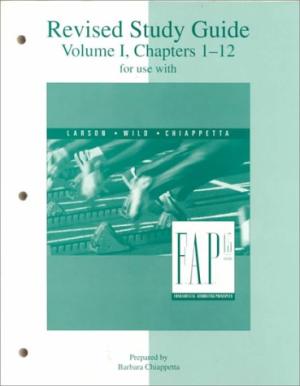 Revised Study Guide
Volume I, Chapters 1–12
for use with
LARSON • WILD • CHIAPPETTA
FAP
FUNDAMENTAL ACCOUNTING PRINCIPLES
Prepared by
Barbara Chiappetta